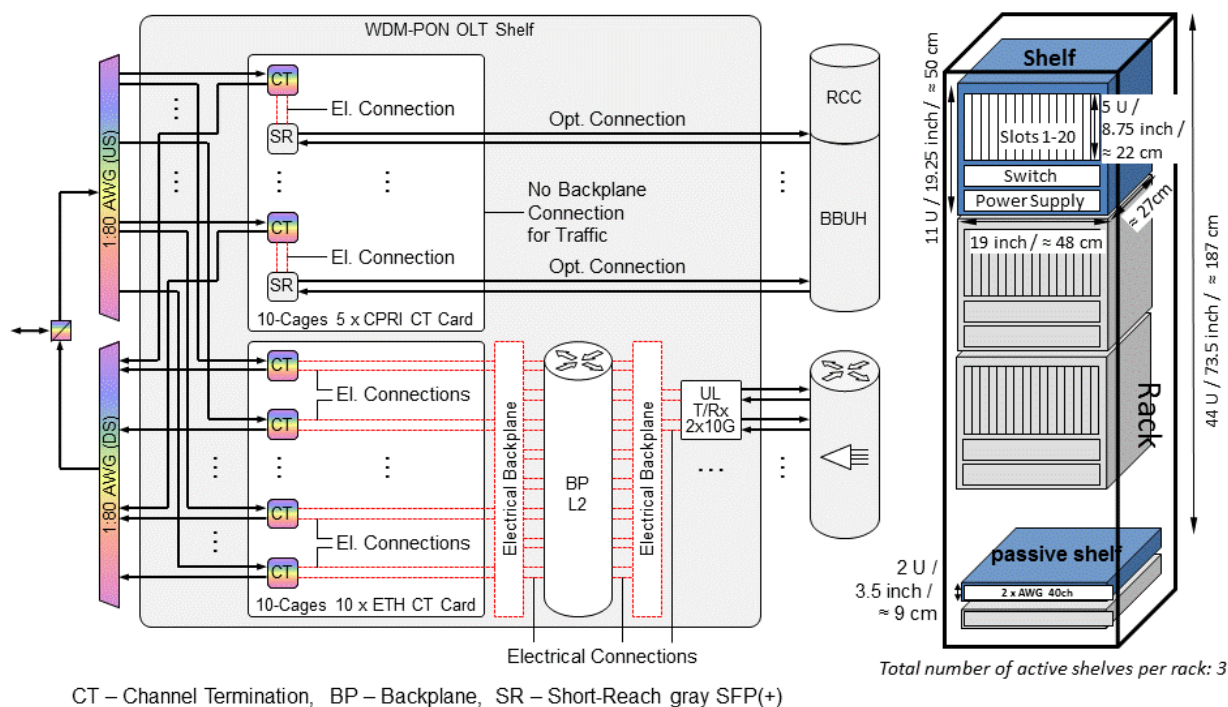 WDM-PON OLT Shelf
1:80 AWG (US)
CT
El. Connection
SR
Opt. Connection
No Backplane
Connection
for Traffic
CT
El. Connection
SR
Opt. Connection
10-Cages 5 x CPRI CT Card
RCC
BBUH
1:80 AWG (DS)
CT
El. Connections
CT
CT
El. Connections
CT
10-Cages 10 x ETH CT Card
Electrical Backplane
BP
L2
Electrical Backplane
UL
T/Rx
2x10G
Electrical Connections
CT – Channel Termination, BP – Backplane, SR – Short-Reach gray SFP(+)
Shelf
11 U / 19.25 inch / ≈ 50 cm
Slots 1-20
5 U /
8.75 inch /
≈ 22 cm
Switch
Power Supply
≈ 27cm
19 inch / ≈ 48 cm
44 U / 73.5 inch / ≈ 187 cm
Rack
passive shelf
2 U /
3.5 inch /
≈ 9 cm
2 x AWG 40ch
Total number of active shelves per rack: 3